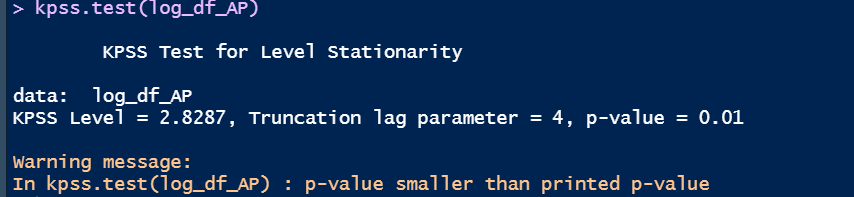 > kpss.test(log_df_AP)
KPSS Test for Level Stationarity
data:  log_df_AP
KPSS Level = 2.8287, Truncation lag parameter = 4, p-value = 0.01
Warning message:
In kpss.test(log_df_AP) : p-value smaller than printed p-value